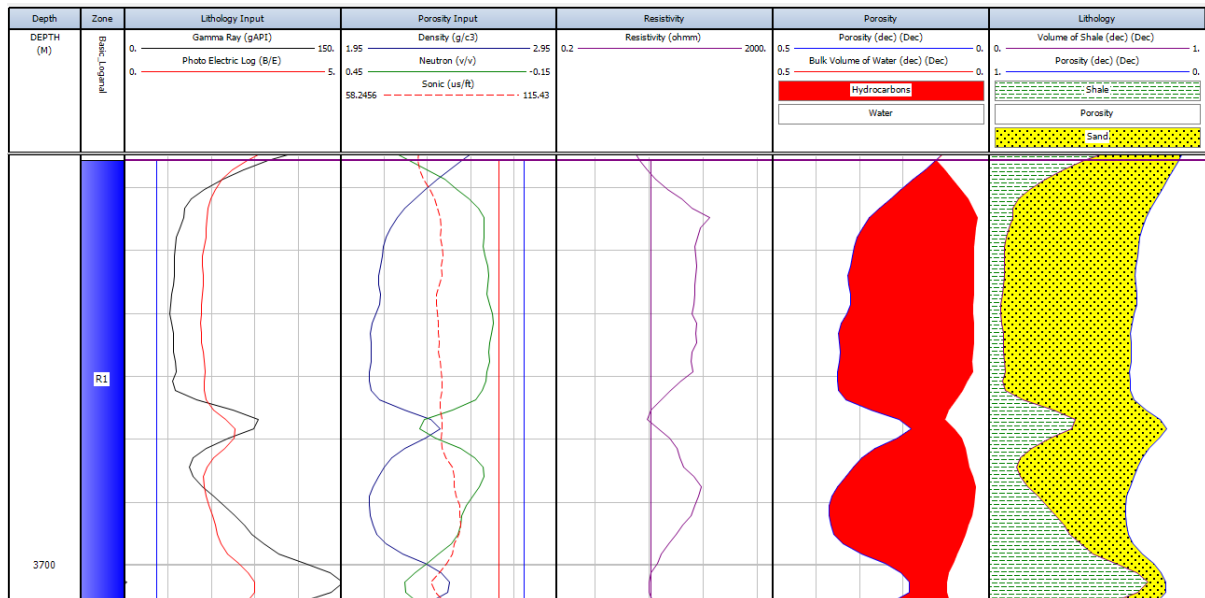 Depth Zone Lithology Input Porosity Input Resistivity Porosity Lithology
DEPTH
(M)
Basic_Loganal
Gamma Ray (gAPI)
0. 150.
Photo Electric Log (B/E)
0. 5.
Density (g/c3)
1.95 2.95
Neutron (v/v)
0.45 -0.15
Sonic (us/ft)
58.2456 115.43
Resistivity (ohmm)
0.2 2000.
Porosity (dec) (Dec)
0.5 0.
Bulk Volume of Water (dec) (Dec)
0.5 0.
Hydrocarbons
Water
Volume of Shale (dec) (Dec)
0. 1.
Porosity (dec) (Dec)
1. 0.
Shale
Porosity
Sand
R1
3700